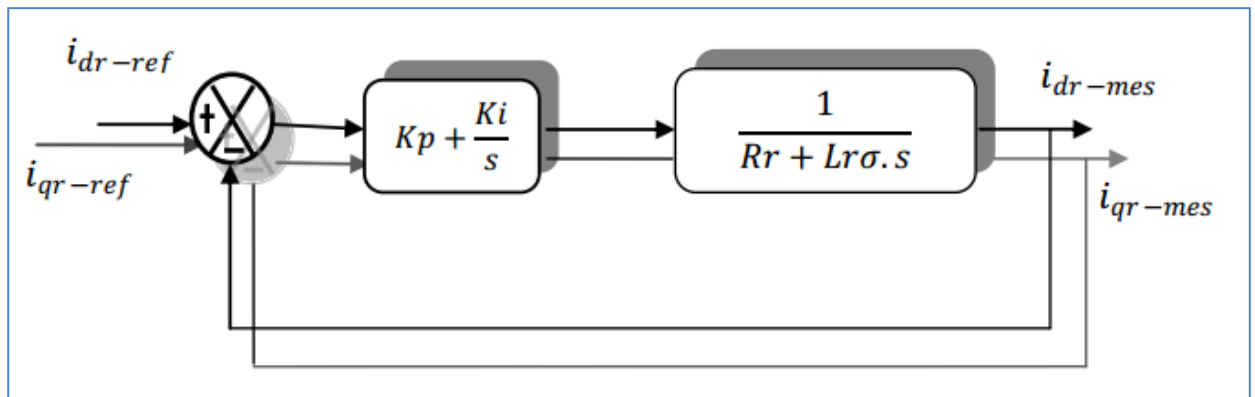 i_{dr-ref}
i_{qr-ref}
+
-
Kp + Ki/s
1/(Rr + Lrσ.s)
i_{dr-mes}
i_{qr-mes}